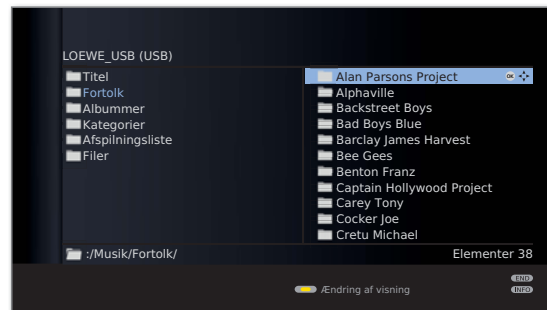 LOEWE_USB (USB)
Titel
Fortolk
Albummer
Kategorier
Afspilningsliste
Filer
Alan Parsons Project OK
Alphaville
Backstreet Boys
Bad Boys Blue
Barclay James Harvest
Bee Gees
Benton Franz
Captain Hollywood Project
Carey Tony
Cocker Joe
Cretu Michael
:/Musik/Fortolk/
Elementer 38
Ændring af visning
END
INFO